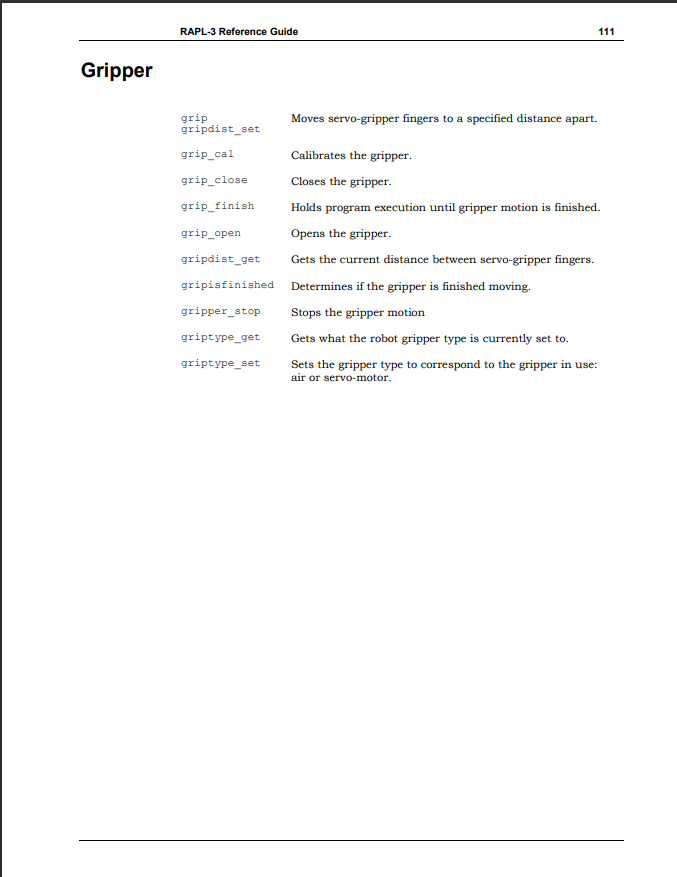 RAPL-3 Reference Guide 111
Gripper
grip Moves servo-gripper fingers to a specified distance apart.
gripdist_set
grip_cal Calibrates the gripper.
grip_close Closes the gripper.
grip_finish Holds program execution until gripper motion is finished.
grip_open Opens the gripper.
gripdist_get Gets the current distance between servo-gripper fingers.
gripisfinished Determines if the gripper is finished moving.
gripper_stop Stops the gripper motion
griptype_get Gets what the robot gripper type is currently set to.
griptype_set Sets the gripper type to correspond to the gripper in use:
air or servo-motor.